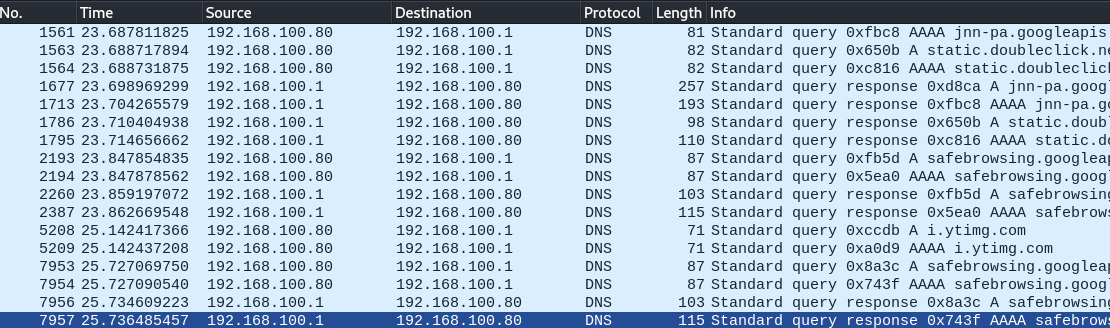 No. Time Source Destination Protocol Length Info
1561 23.687811825 192.168.100.80 192.168.100.1 DNS 81 Standard query 0xfbc8 AAAA jnn-pa.googleapis
1563 23.688717894 192.168.100.80 192.168.100.1 DNS 82 Standard query 0x650b A static.doubleclick.ne
1564 23.688731875 192.168.100.80 192.168.100.1 DNS 82 Standard query 0xc816 AAAA static.doubleclick
1677 23.698969299 192.168.100.1 192.168.100.80 DNS 257 Standard query response 0xd8ca A jnn-pa.goog
1713 23.704265579 192.168.100.1 192.168.100.80 DNS 193 Standard query response 0xfbc8 AAAA jnn-pa.go
1786 23.710404938 192.168.100.1 192.168.100.80 DNS 98 Standard query response 0x650b A static.doub
1795 23.714656662 192.168.100.1 192.168.100.80 DNS 110 Standard query response 0xc816 AAAA static.do
2193 23.847854835 192.168.100.80 192.168.100.1 DNS 87 Standard query 0xfb5d A safebrowsing.googleap
2194 23.847878562 192.168.100.80 192.168.100.1 DNS 87 Standard query 0x5ea0 AAAA safebrowsing.googl
2260 23.859197072 192.168.100.1 192.168.100.80 DNS 103 Standard query response 0xfb5d A safebrowsing
2387 23.862669548 192.168.100.1 192.168.100.80 DNS 115 Standard query response 0x5ea0 AAAA safebrows
5208 25.142417366 192.168.100.80 192.168.100.1 DNS 71 Standard query 0xccdb A i.ytimg.com
5209 25.142437208 192.168.100.80 192.168.100.1 DNS 71 Standard query 0xa0d9 AAAA i.ytimg.com
7953 25.727069750 192.168.100.80 192.168.100.1 DNS 87 Standard query 0x8a3c A safebrowsing.googleap
7954 25.727090540 192.168.100.80 192.168.100.1 DNS 87 Standard query 0x743f AAAA safebrowsing.googl
7956 25.734609223 192.168.100.1 192.168.100.80 DNS 103 Standard query response 0x8a3c A safebrowsing
7957 25.736485457 192.168.100.1 192.168.100.80 DNS 115 Standard query response 0x743f AAAA safebrows